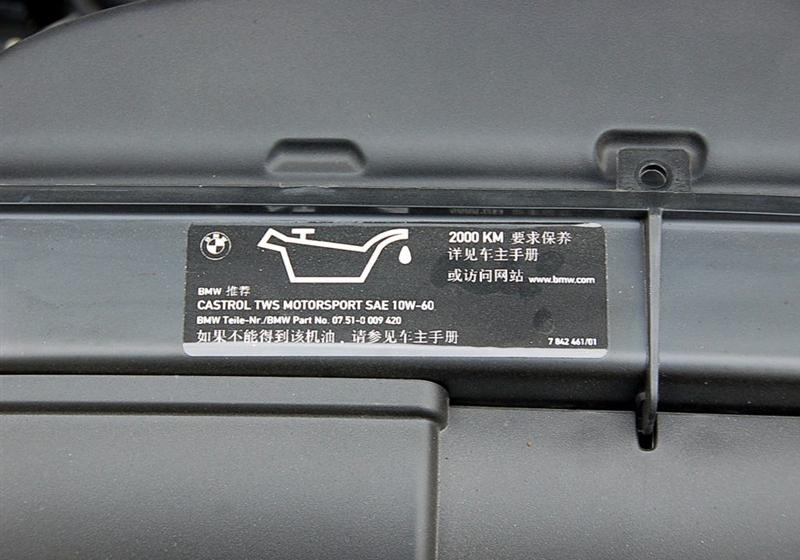 2000 KM 要求保养
详见车主手册
或访问网站 www.bmw.com
BMW 推荐
CASTROL TWS MOTORSPORT SAE 10W-60
BMW Teile-Nr./BMW Part No. 07.51-0 009 420
如果不能得到该机油，请参见车主手册
7 842 461/01